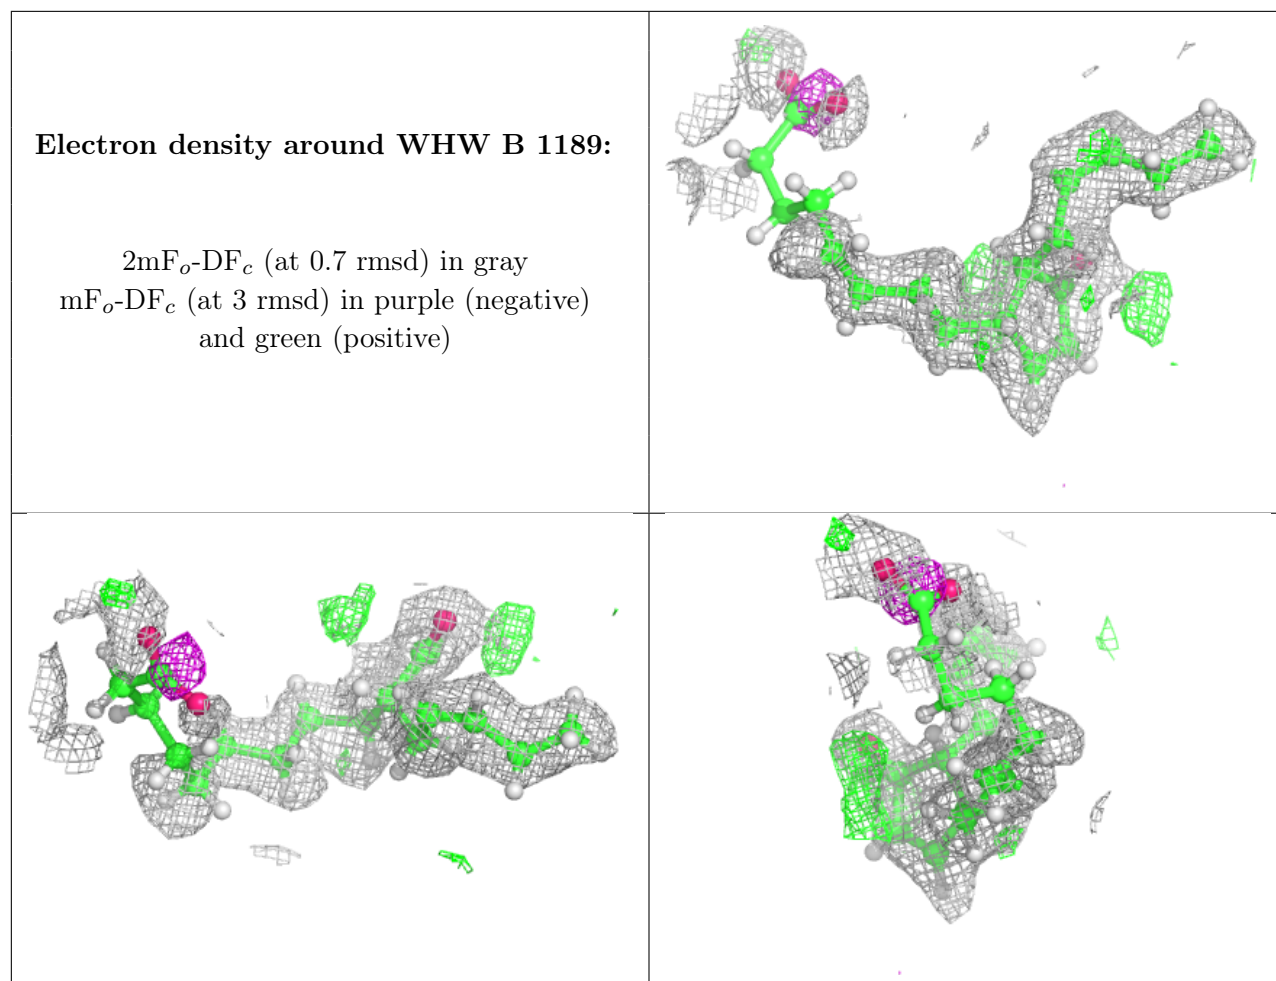 Electron density around WHW B 1189:
2mFo-DFc (at 0.7 rmsd) in gray
mFo-DFc (at 3 rmsd) in purple (negative)
and green (positive)